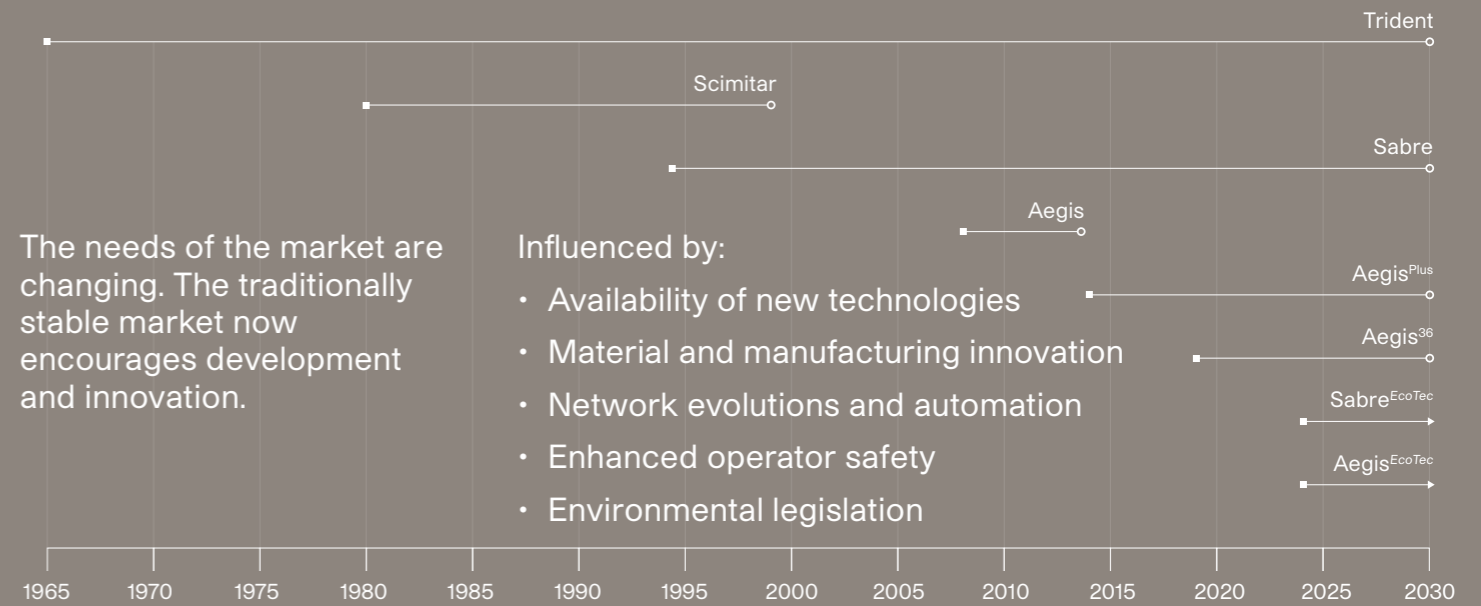 Trident
Scimitar
Sabre
Aegis
The needs of the market are
changing. The traditionally
stable market now
encourages development
and innovation.
Influenced by:
• Availability of new technologies
• Material and manufacturing innovation
• Network evolutions and automation
• Enhanced operator safety
• Environmental legislation
AegisPlus
Aegis36
SabreEcoTec
AegisEcoTec
1965 1970 1975 1980 1985 1990 1995 2000 2005 2010 2015 2020 2025 2030